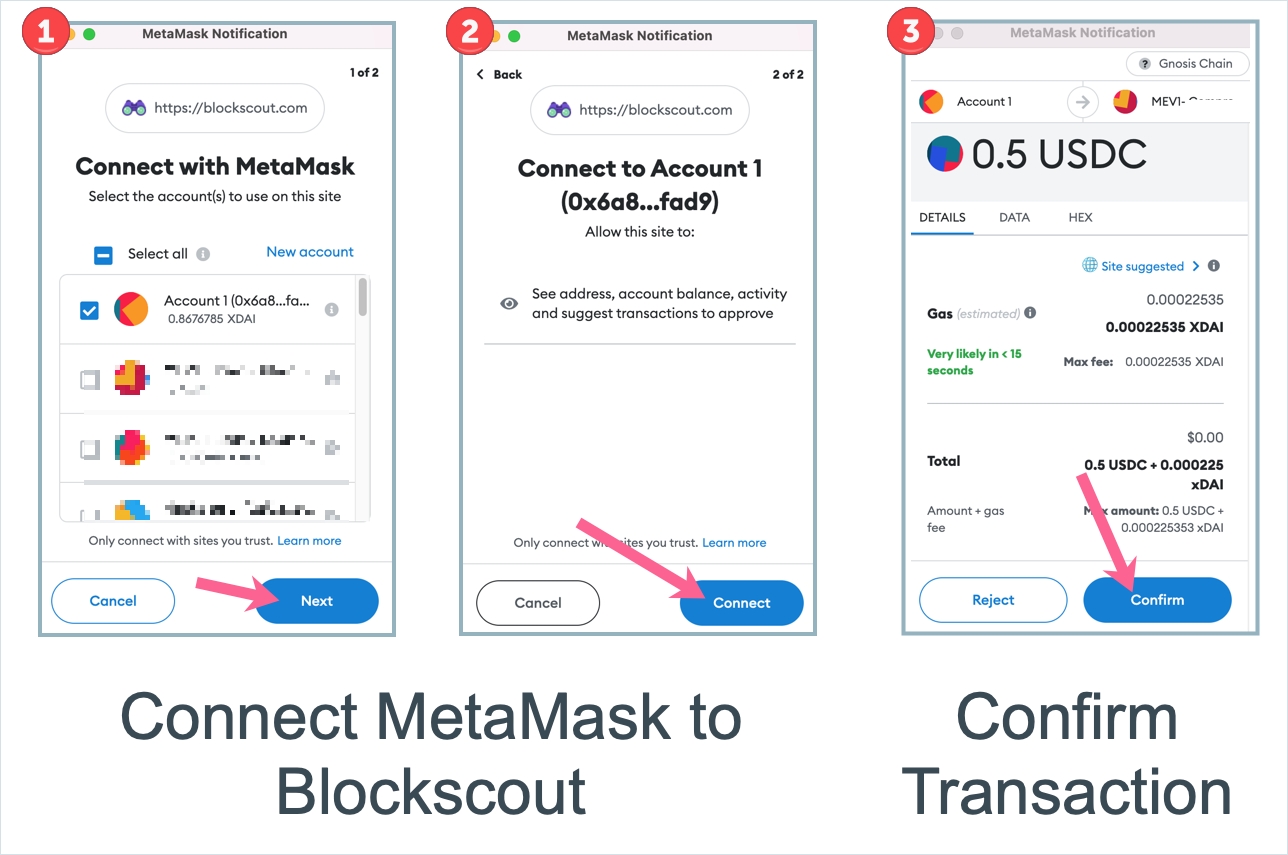 1
MetaMask Notification
1 of 2
https://blockscout.com
Connect with MetaMask
Select the account(s) to use on this site
Select all
New account
Account 1 (0x6a8...fa...
0.8676785 XDAI
Only connect with sites you trust. Learn more
Cancel
Next
2
MetaMask Notification
Back
2 of 2
https://blockscout.com
Connect to Account 1
(0x6a8...fad9)
Allow this site to:
See address, account balance, activity
and suggest transactions to approve
Only connect with sites you trust. Learn more
Cancel
Connect
Connect MetaMask to
Blockscout
3
MetaMask Notification
? Gnosis Chain
Account 1
MEV1-
0.5 USDC
DETAILS DATA HEX
Site suggested
0.00022535
Gas (estimated)
0.00022535 XDAI
Very likely in < 15
seconds
Max fee: 0.00022535 XDAI
$0.00
Total
0.5 USDC + 0.000225
xDAI
Amount + gas
fee
Max amount: 0.5 USDC +
0.000225353 xDAI
Reject
Confirm
Confirm
Transaction